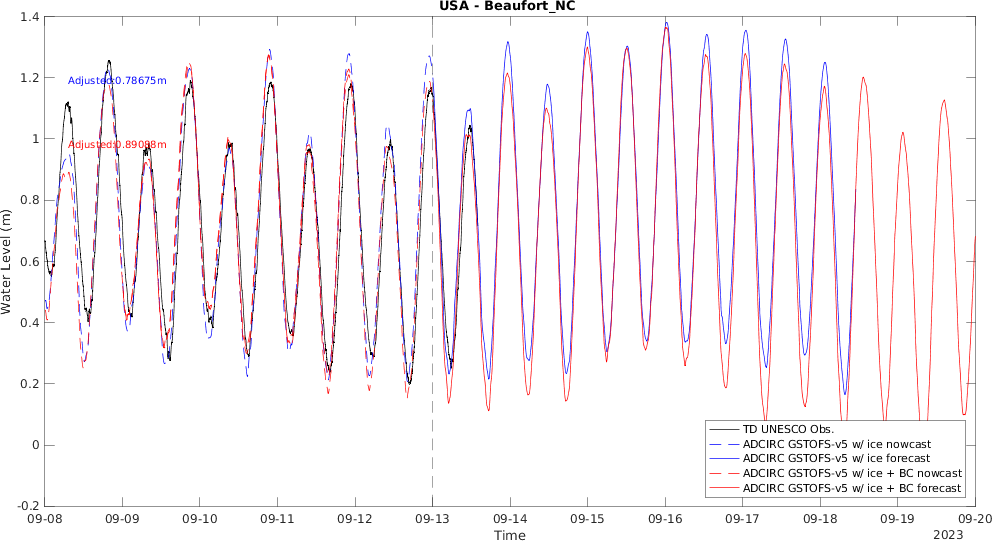 USA - Beaufort_NC
1.4
1.2
1
0.8
0.6
0.4
0.2
0
-0.2
Water Level (m)
Adjusted:0.78675m
Adjusted:0.89098m
TD UNESCO Obs.
ADCIRC GSTOFS-v5 w/ ice nowcast
ADCIRC GSTOFS-v5 w/ ice forecast
ADCIRC GSTOFS-v5 w/ ice + BC nowcast
ADCIRC GSTOFS-v5 w/ ice + BC forecast
09-08 09-09 09-10 09-11 09-12 09-13 09-14 09-15 09-16 09-17 09-18 09-19 09-20
Time
2023